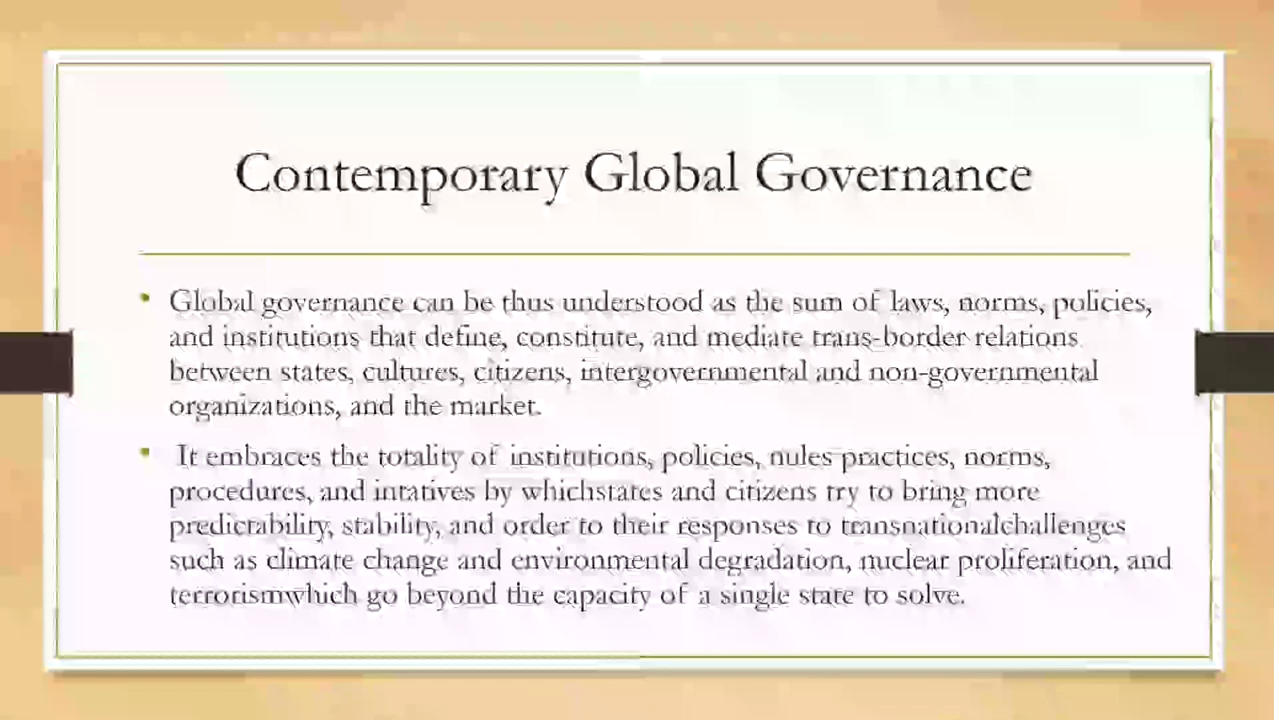 Contemporary Global Governance
• Global governance can be thus understood as the sum of laws, norms, policies,
and institutions that define, constitute, and mediate trans-border relations
between states, cultures, citizens, intergovernmental and non-governmental
organizations, and the market.
• It embraces the totality of institutions, policies, rules practices, norms,
procedures, and intatives by whichstates and citizens try to bring more
predictability, stability, and order to their responses to transnationalchallenges
such as climate change and environmental degradation, nuclear proliferation, and
terrorismwhich go beyond the capacity of a single state to solve.